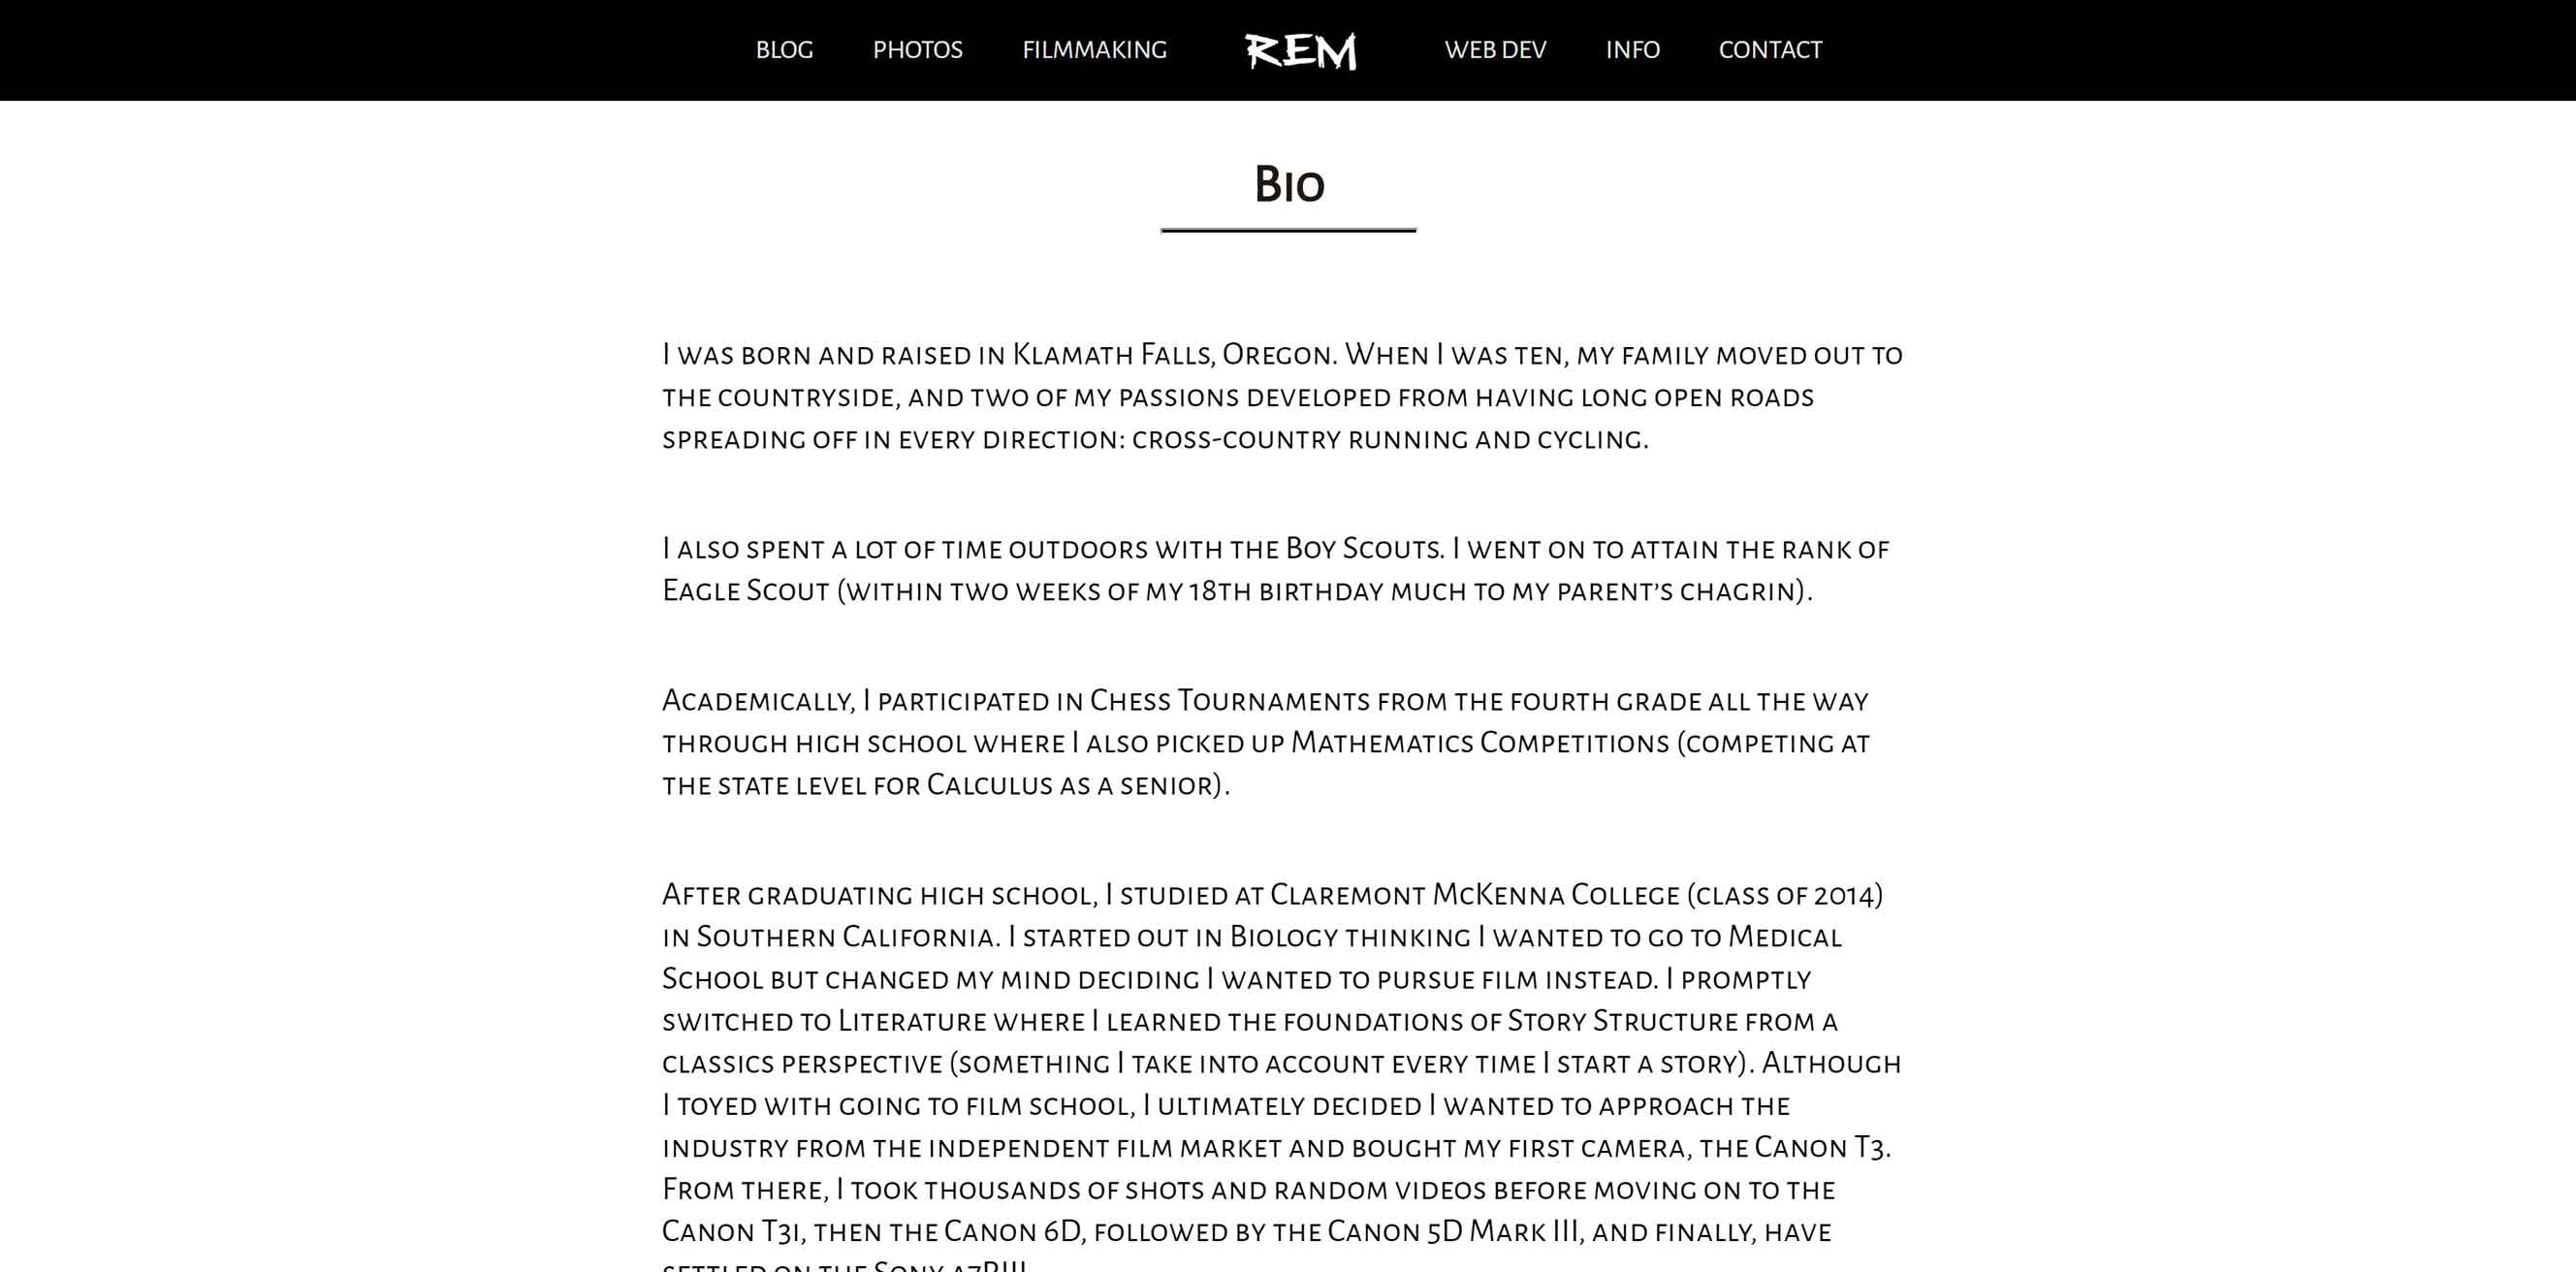 BLOG PHOTOS FILMMAKING REM WEB DEV INFO CONTACT
Bio
I was born and raised in Klamath Falls, Oregon. When I was ten, my family moved out to
the countryside, and two of my passions developed from having long open roads
spreading off in every direction: cross-country running and cycling.
I also spent a lot of time outdoors with the Boy Scouts. I went on to attain the rank of
Eagle Scout (within two weeks of my 18th birthday much to my parent’s chagrin).
Academically, I participated in Chess Tournaments from the fourth grade all the way
through high school where I also picked up Mathematics Competitions (competing at
the state level for Calculus as a senior).
After graduating high school, I studied at Claremont McKenna College (class of 2014)
in Southern California. I started out in Biology thinking I wanted to go to Medical
School but changed my mind deciding I wanted to pursue film instead. I promptly
switched to Literature where I learned the foundations of Story Structure from a
classics perspective (something I take into account every time I start a story). Although
I toyed with going to film school, I ultimately decided I wanted to approach the
industry from the independent film market and bought my first camera, the Canon T3.
From there, I took thousands of shots and random videos before moving on to the
Canon T3i, then the Canon 6D, followed by the Canon 5D Mark III, and finally, have
settled on the Sony a7RIII